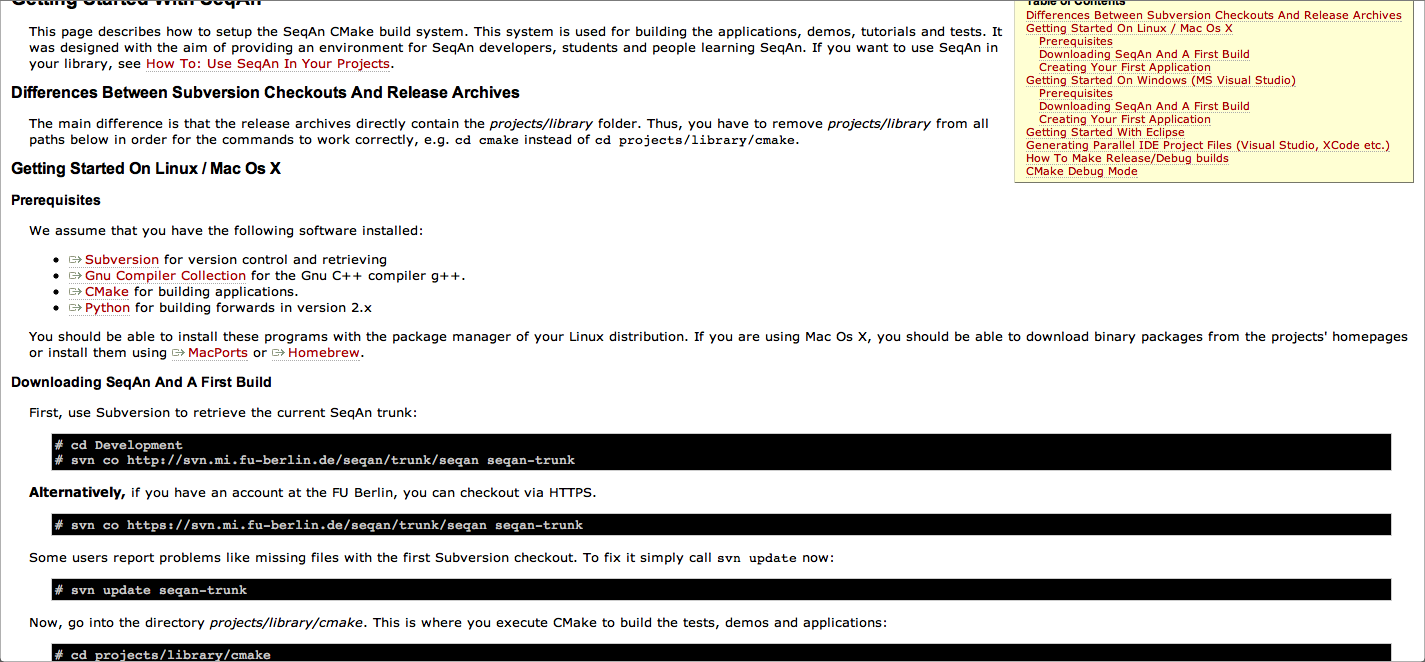 Getting Started With SeqAn
This page describes how to setup the SeqAn CMake build system. This system is used for building the applications, demos, tutorials and tests. It
was designed with the aim of providing an environment for SeqAn developers, students and people learning SeqAn. If you want to use SeqAn in
your library, see How To: Use SeqAn In Your Projects.
Table of Contents
Differences Between Subversion Checkouts And Release Archives
Getting Started On Linux / Mac Os X
Prerequisites
Downloading SeqAn And A First Build
Creating Your First Application
Getting Started On Windows (MS Visual Studio)
Prerequisites
Downloading SeqAn And A First Build
Creating Your First Application
Getting Started With Eclipse
Generating Parallel IDE Project Files (Visual Studio, XCode etc.)
How To Make Release/Debug builds
CMake Debug Mode
Differences Between Subversion Checkouts And Release Archives
The main difference is that the release archives directly contain the projects/library folder. Thus, you have to remove projects/library from all
paths below in order for the commands to work correctly, e.g. cd cmake instead of cd projects/library/cmake.
Getting Started On Linux / Mac Os X
Prerequisites
We assume that you have the following software installed:
Subversion for version control and retrieving
Gnu Compiler Collection for the Gnu C++ compiler g++.
CMake for building applications.
Python for building forwards in version 2.x
You should be able to install these programs with the package manager of your Linux distribution. If you are using Mac Os X, you should be able to download binary packages from the projects' homepages
or install them using MacPorts or Homebrew.
Downloading SeqAn And A First Build
First, use Subversion to retrieve the current SeqAn trunk:
# cd Development
# svn co http://svn.mi.fu-berlin.de/seqan/trunk/seqan seqan-trunk
Alternatively, if you have an account at the FU Berlin, you can checkout via HTTPS.
# svn co https://svn.mi.fu-berlin.de/seqan/trunk/seqan seqan-trunk
Some users report problems like missing files with the first Subversion checkout. To fix it simply call svn update now:
# svn update seqan-trunk
Now, go into the directory projects/library/cmake. This is where you execute CMake to build the tests, demos and applications:
# cd projects/library/cmake